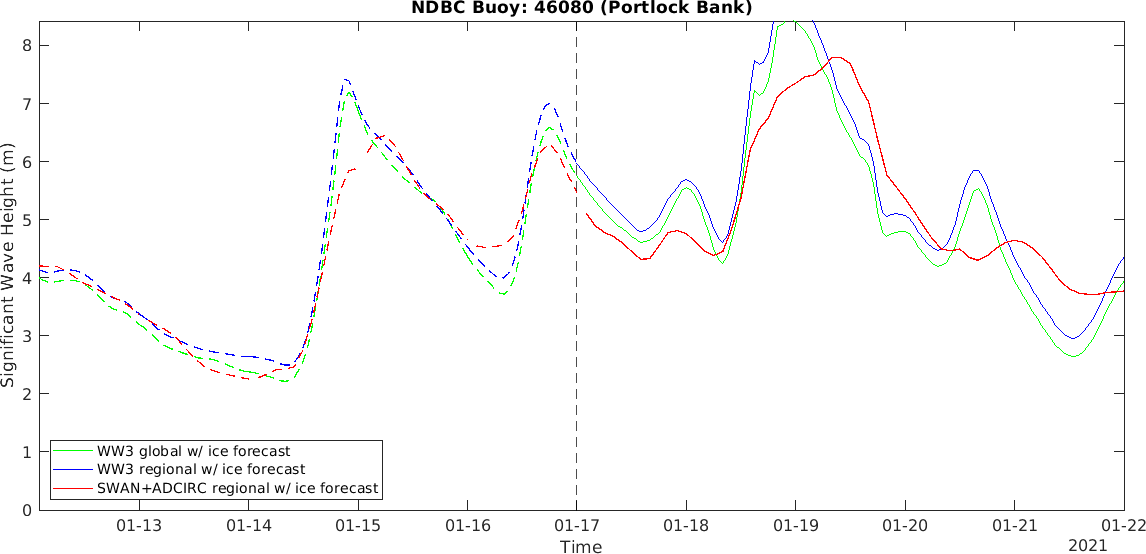 NDBC Buoy: 46080 (Portlock Bank)
Significant Wave Height (m)
8
7
6
5
4
3
2
1
0
WW3 global w/ ice forecast
WW3 regional w/ ice forecast
SWAN+ADCIRC regional w/ ice forecast
01-13 01-14 01-15 01-16 01-17 01-18 01-19 01-20 01-21 01-22
Time
2021